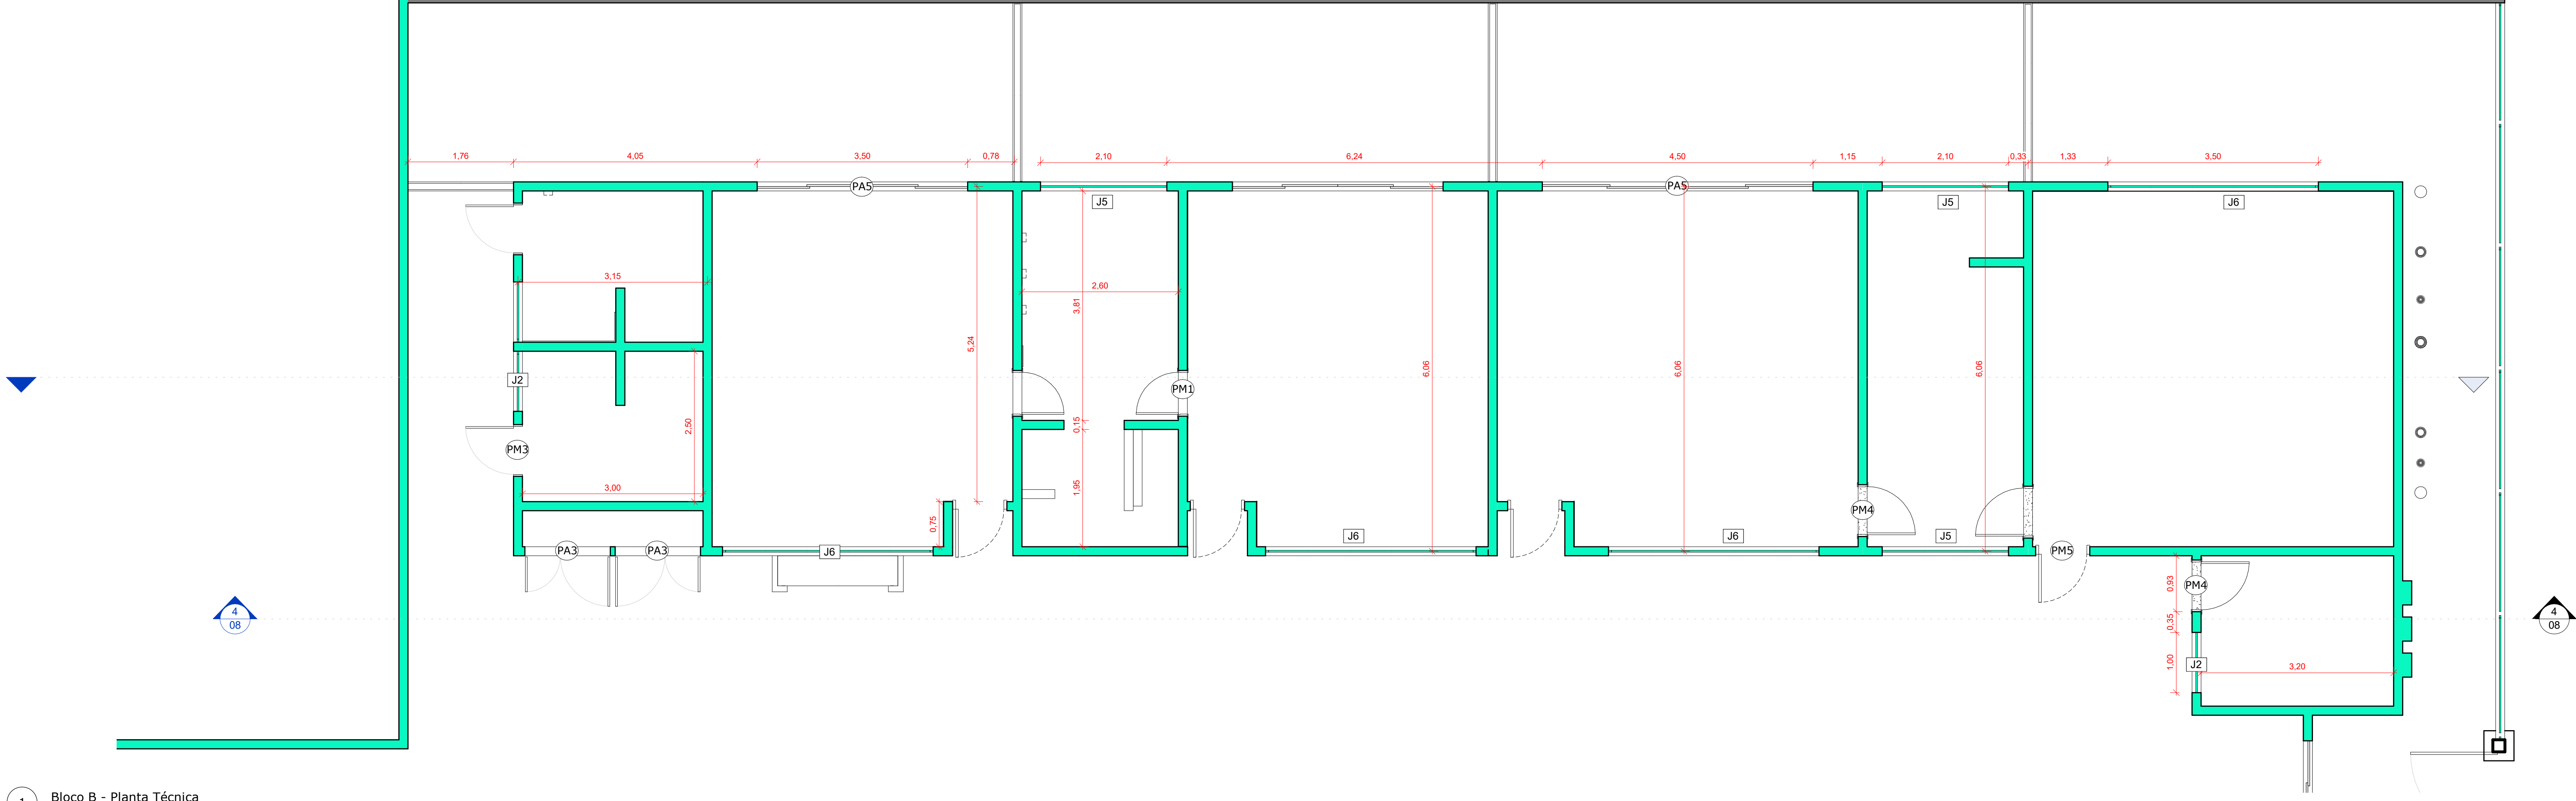 1,76
4,05
3,50
0,78
2,10
6,24
4,50
1,15
2,10
0,33
1,33
3,50
PA5
PA5
J5
J5
J6
3,15
2,60
3,81
5,24
6,06
6,06
6,06
J2
PM1
2,50
0,15
PM3
3,00
1,95
0,75
PM4
PA3
PA3
J6
J6
J6
J5
PM5
PM4
0,93
4
08
0,35
4
08
J2
1,00
3,20
1
Bloco B - Planta Técnica